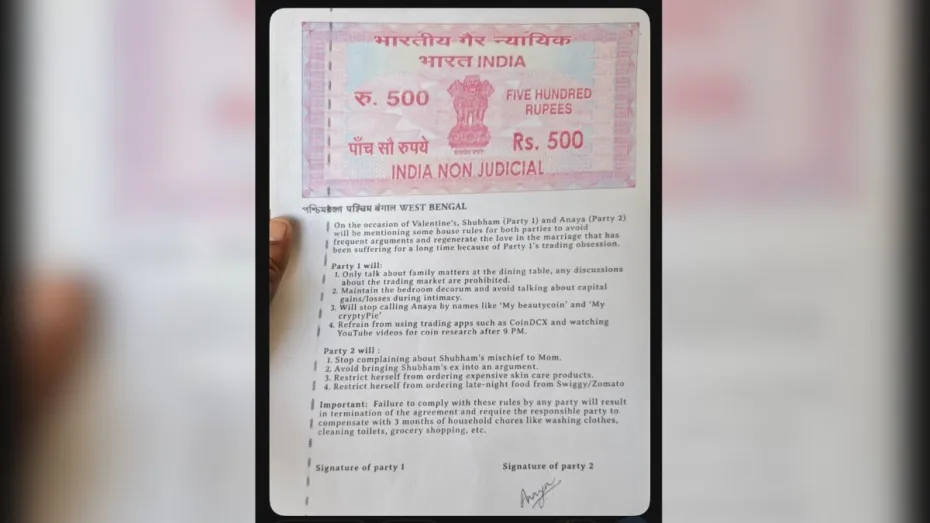 भारतीय गैर न्यायिक
भारत INDIA
रु. 500
FIVE HUNDRED
RUPEES
पाँच सौ रुपये
Rs. 500
सत्यमेव जयते
INDIA NON JUDICIAL
পশ্চিমবঙ্গ पश्चिम बंगाल WEST BENGAL
On the occasion of Valentine's, Shubham (Party 1) and Anaya (Party 2)
will be mentioning some house rules for both parties to avoid
frequent arguments and regenerate the love in the marriage that has
been suffering for a long time because of Party 1's trading obsession.
Party 1 will:
1. Only talk about family matters at the dining table, any discussions
about the trading market are prohibited.
2. Maintain the bedroom decorum and avoid talking about capital
gains/losses during intimacy.
3. Will stop calling Anaya by names like 'My beautycoin' and 'My
cryptyPie'
4. Refrain from using trading apps such as CoinDCX and watching
YouTube videos for coin research after 9 PM.
Party 2 will :
1. Stop complaining about Shubham's mischief to Mom.
2. Avoid bringing Shubham's ex into an argument.
3. Restrict herself from ordering expensive skin care products.
4. Restrict herself from ordering late-night food from Swiggy/Zomato
Important: Failure to comply with these rules by any party will result
in termination of the agreement and require the responsible party to
compensate with 3 months of household chores like washing clothes,
cleaning toilets, grocery shopping, etc.
Signature of party 1
Signature of party 2
Anaya